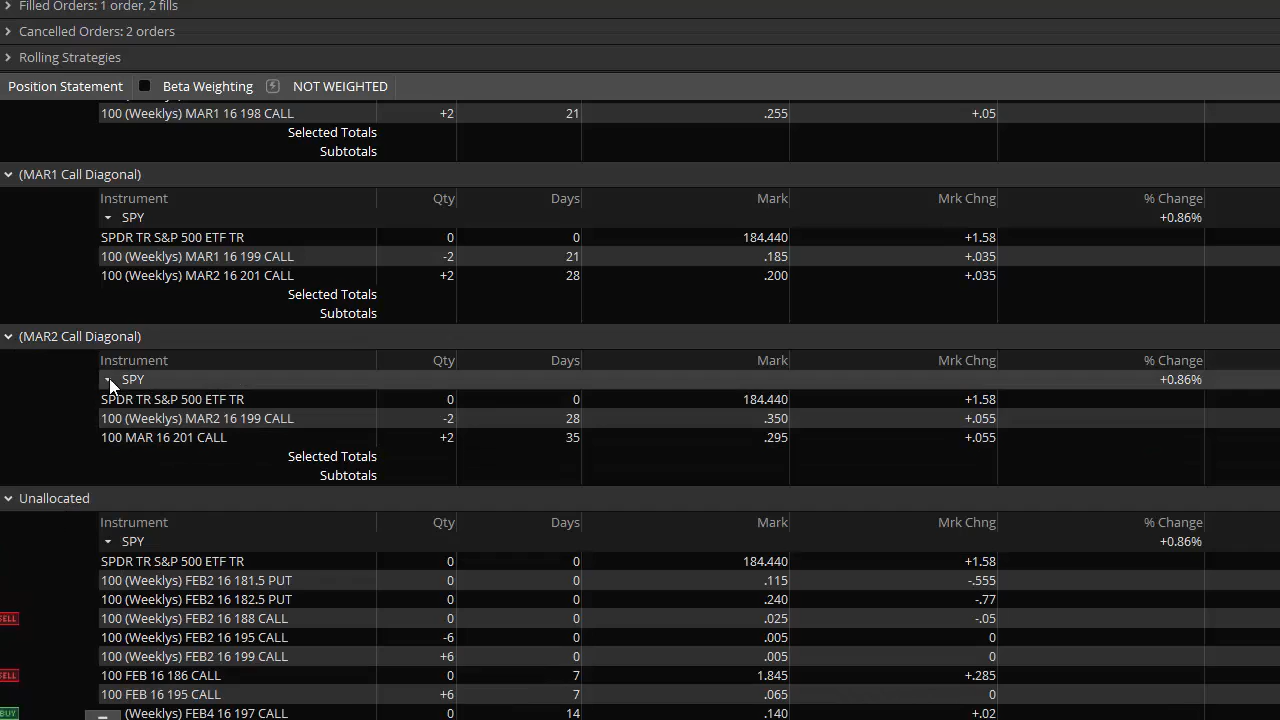 Filled Orders: 1 order, 2 fills
Cancelled Orders: 2 orders
Rolling Strategies
Position Statement Beta Weighting NOT WEIGHTED
100 (Weeklys) MAR1 16 198 CALL +2 21 .255 +.05
Selected Totals
Subtotals
(MAR1 Call Diagonal)
Instrument Qty Days Mark Mrk Chng % Change
SPY +0.86%
SPDR TR S&P 500 ETF TR 0 0 184.440 +1.58
100 (Weeklys) MAR1 16 199 CALL -2 21 .185 +.035
100 (Weeklys) MAR2 16 201 CALL +2 28 .200 +.035
Selected Totals
Subtotals
(MAR2 Call Diagonal)
Instrument Qty Days Mark Mrk Chng % Change
SPY +0.86%
SPDR TR S&P 500 ETF TR 0 0 184.440 +1.58
100 (Weeklys) MAR2 16 199 CALL -2 28 .350 +.055
100 MAR 16 201 CALL +2 35 .295 +.055
Selected Totals
Subtotals
Unallocated
Instrument Qty Days Mark Mrk Chng % Change
SPY +0.86%
SPDR TR S&P 500 ETF TR 0 0 184.440 +1.58
100 (Weeklys) FEB2 16 181.5 PUT 0 0 .115 -.555
100 (Weeklys) FEB2 16 182.5 PUT 0 0 .240 -.77
SELL 100 (Weeklys) FEB2 16 188 CALL 0 0 .025 -.05
100 (Weeklys) FEB2 16 195 CALL -6 0 .005 0
100 (Weeklys) FEB2 16 199 CALL +6 0 .005 0
SELL 100 FEB 16 186 CALL 0 7 1.845 +.285
100 FEB 16 195 CALL +6 7 .065 0
BUY (Weeklys) FEB4 16 197 CALL 0 14 .140 +.02